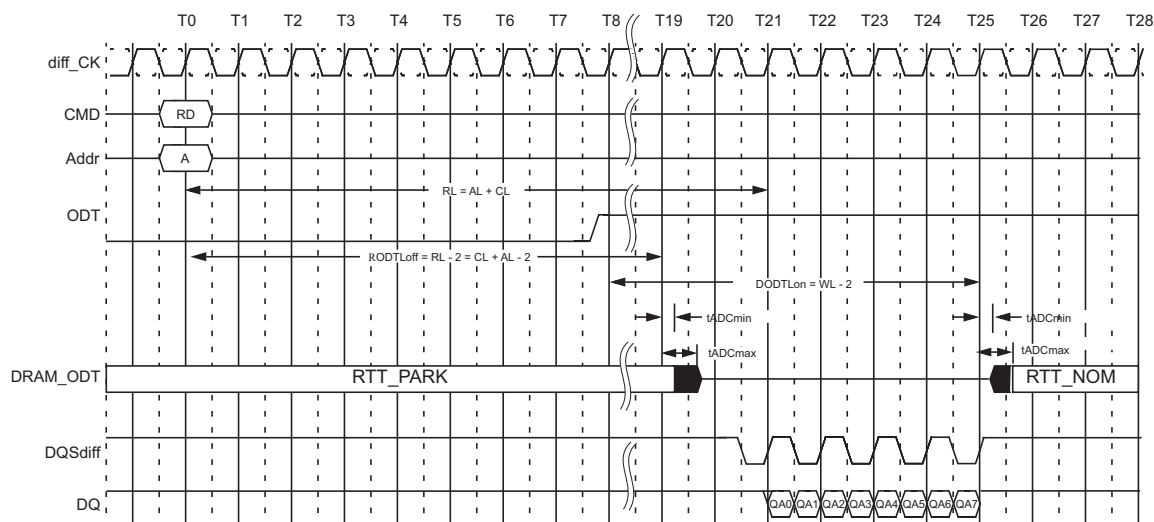 T0 T1 T2 T3 T4 T5 T6 T7 T8 T19 T20 T21 T22 T23 T24 T25 T26 T27 T28
diff_CK
CMD RD
Addr A
RL = AL + CL
ODT
RODTLoff = RL - 2 = CL + AL - 2
DODTLon = WL - 2
tADCmin tADCmin
tADCmax tADCmax
DRAM_ODT RTT_PARK RTT_NOM
DQSdiff
DQ QA0 QA1 QA2 QA3 QA4 QA5 QA6 QA7